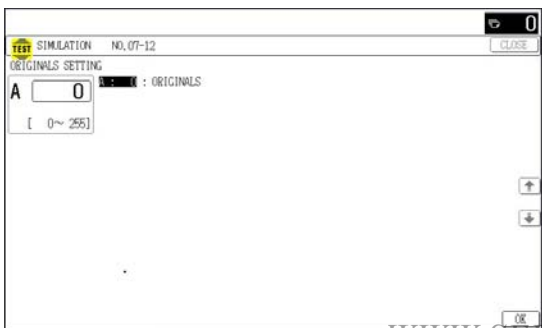 0
TEST SIMULATION NO.07-12 CLOSE
ORIGINALS SETTING
A 0 A : 0 : ORIGINALS
[ 0~ 255]
OK